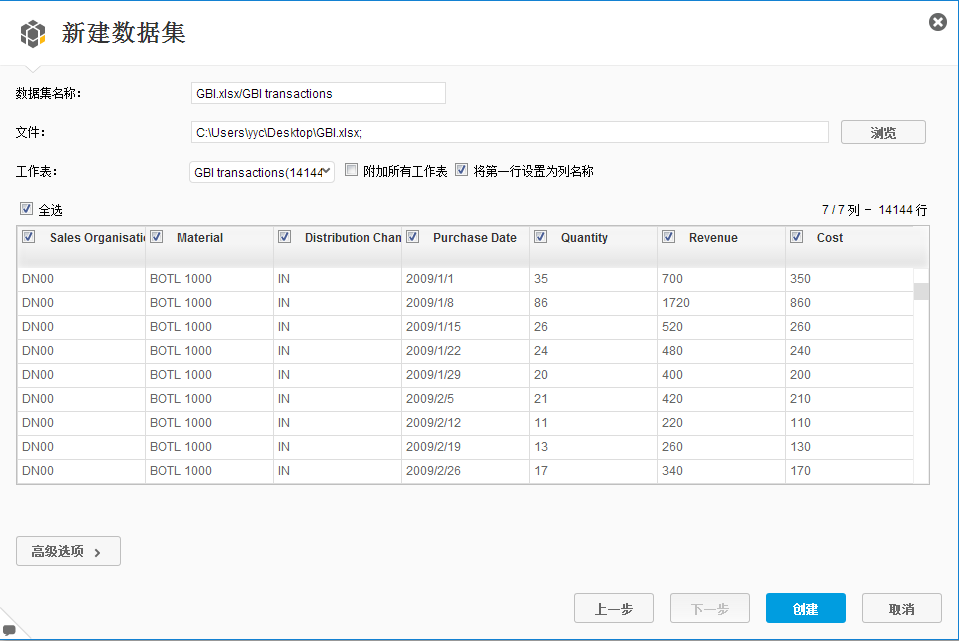 新建数据集
数据集名称: GBI.xlsx/GBI transactions
文件: C:\Users\yyc\Desktop\GBI.xlsx; 浏览
工作表: GBI transactions(14144 附加所有工作表 将第一行设置为列名称
全选 7 / 7 列 - 14144 行
Sales Organisati Material Distribution Chan Purchase Date Quantity Revenue Cost
DN00 BOTL 1000 IN 2009/1/1 35 700 350
DN00 BOTL 1000 IN 2009/1/8 86 1720 860
DN00 BOTL 1000 IN 2009/1/15 26 520 260
DN00 BOTL 1000 IN 2009/1/22 24 480 240
DN00 BOTL 1000 IN 2009/1/29 20 400 200
DN00 BOTL 1000 IN 2009/2/5 21 420 210
DN00 BOTL 1000 IN 2009/2/12 11 220 110
DN00 BOTL 1000 IN 2009/2/19 13 260 130
DN00 BOTL 1000 IN 2009/2/26 17 340 170
高级选项
上一步 下一步 创建 取消